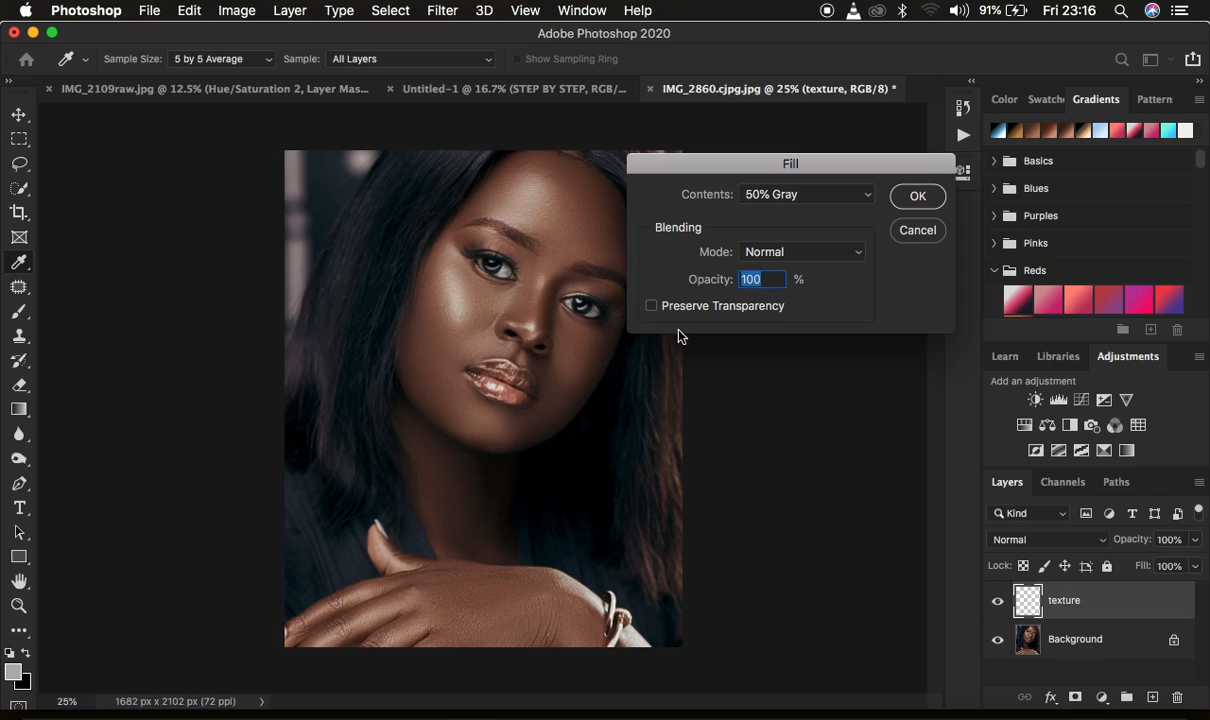 Photoshop File Edit Image Layer Type Select Filter 3D View Window Help 91% Fri 23:16
Adobe Photoshop 2020
Sample Size: 5 by 5 Average Sample: All Layers Show Sampling Ring
IMG_2109raw.jpg @ 12.5% (Hue/Saturation 2, Layer Mas... Untitled-1 @ 16.7% (STEP BY STEP, RGB/... IMG_2860.cjpg.jpg @ 25% (texture, RGB/8) *
Color Swatche Gradients Pattern
Basics
Blues
Purples
Pinks
Reds
Fill
Contents: 50% Gray OK
Blending
Cancel
Mode: Normal
Opacity: 100 %
Preserve Transparency
Learn Libraries Adjustments
Add an adjustment
Layers Channels Paths
Kind
Normal Opacity: 100%
Lock: Fill: 100%
texture
Background
25% 1682 px x 2102 px (72 ppi)